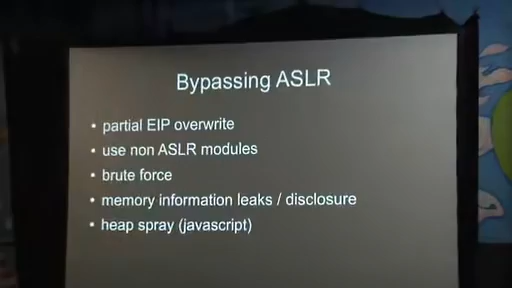 Bypassing ASLR
• partial EIP overwrite
• use non ASLR modules
• brute force
• memory information leaks / disclosure
• heap spray (javascript)